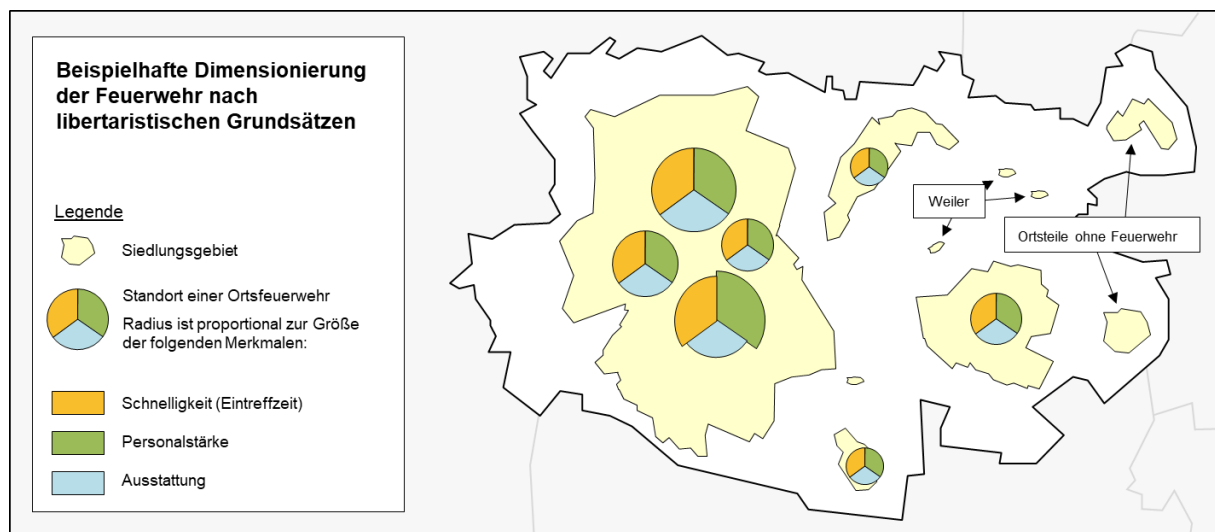 Beispielhafte Dimensionierung
der Feuerwehr nach
libertaristischen Grundsätzen
Legende
Siedlungsgebiet
Standort einer Ortsfeuerwehr
Radius ist proportional zur Größe
der folgenden Merkmalen:
Schnelligkeit (Eintreffzeit)
Personalstärke
Ausstattung
Weiler
Ortsteile ohne Feuerwehr